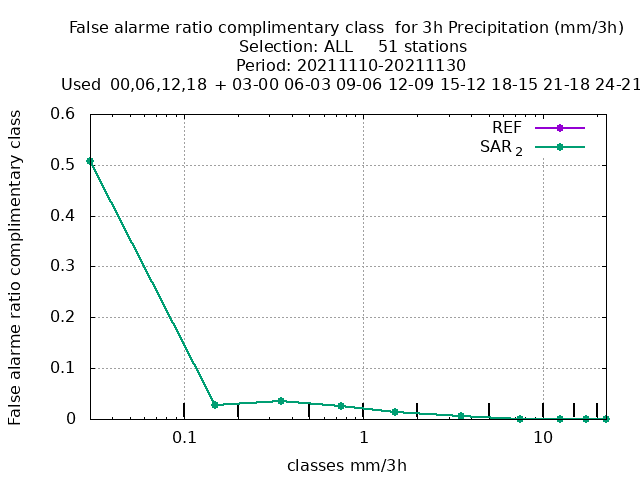 False alarme ratio complimentary class  for 3h Precipitation (mm/3h)
Selection: ALL     51 stations
Period: 20211110-20211130
Used  00,06,12,18  + 03-00 06-03 09-06 12-09 15-12 18-15 21-18 24-21
REF
SAR 2
False alarme ratio complimentary class
0.6
0.5
0.4
0.3
0.2
0.1
0
0.1 1 10
classes mm/3h